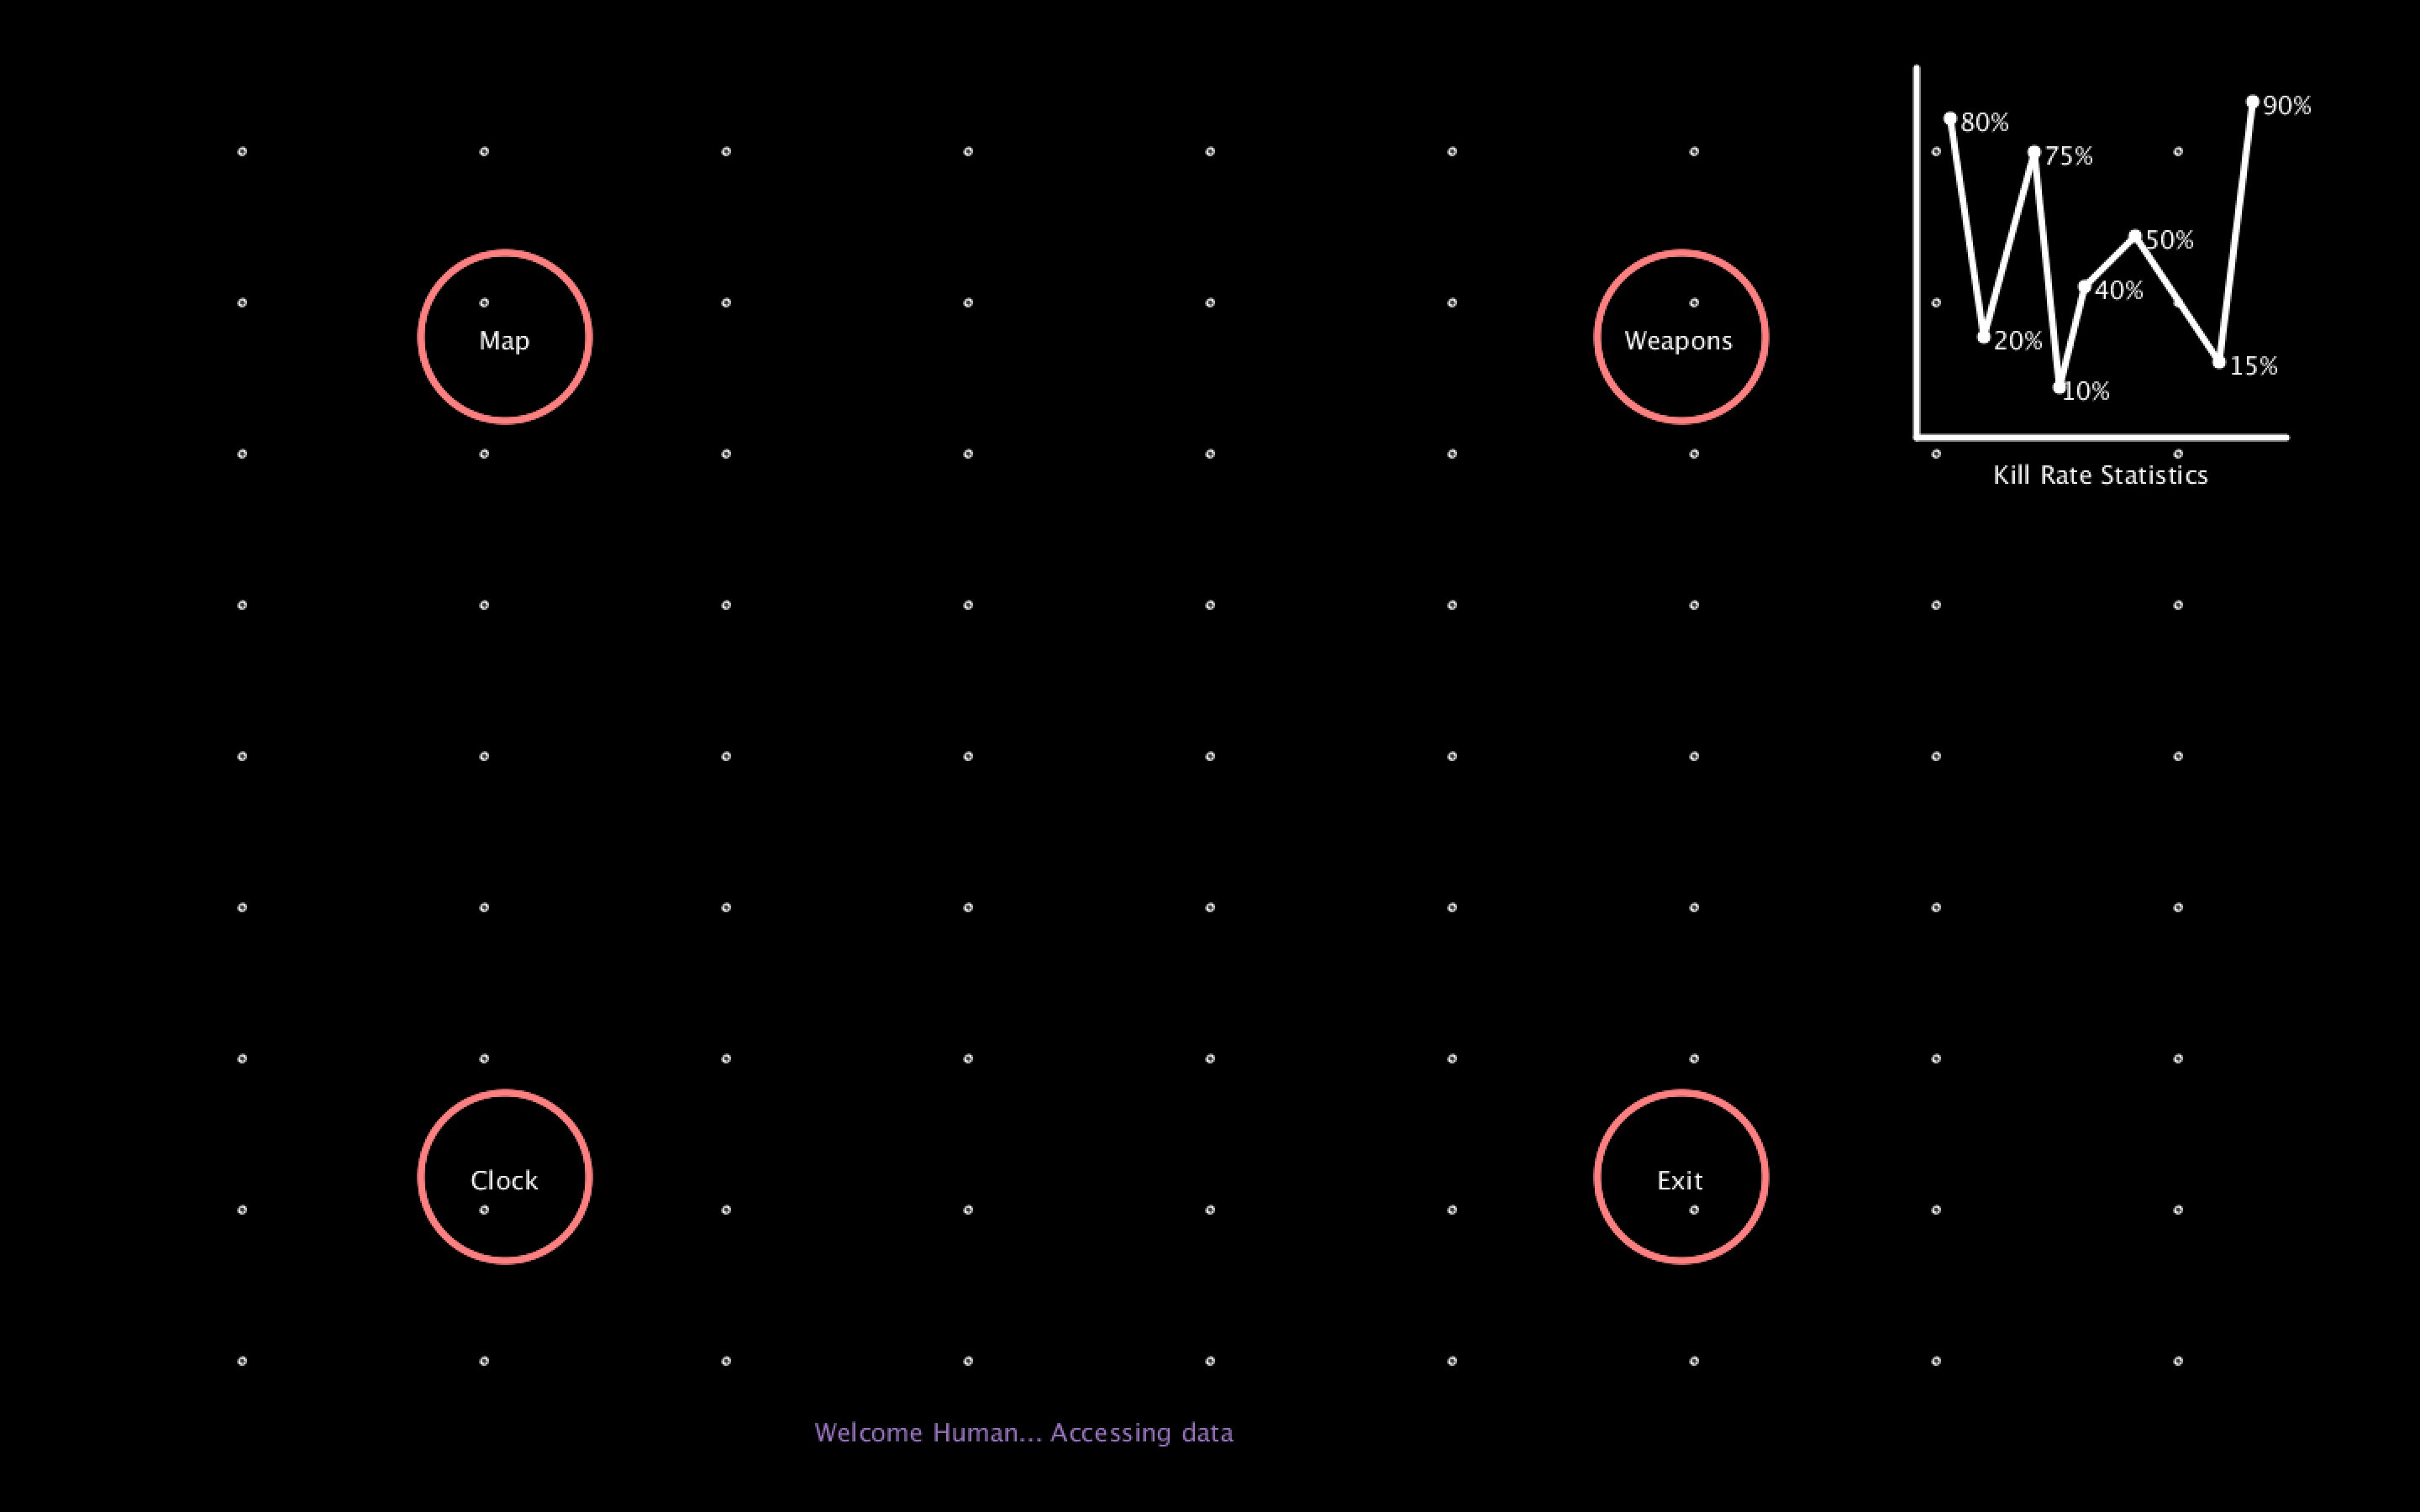 80%
90%
75%
50%
40%
20%
15%
10%
Kill Rate Statistics
Map
Weapons
Clock
Exit
Welcome Human... Accessing data